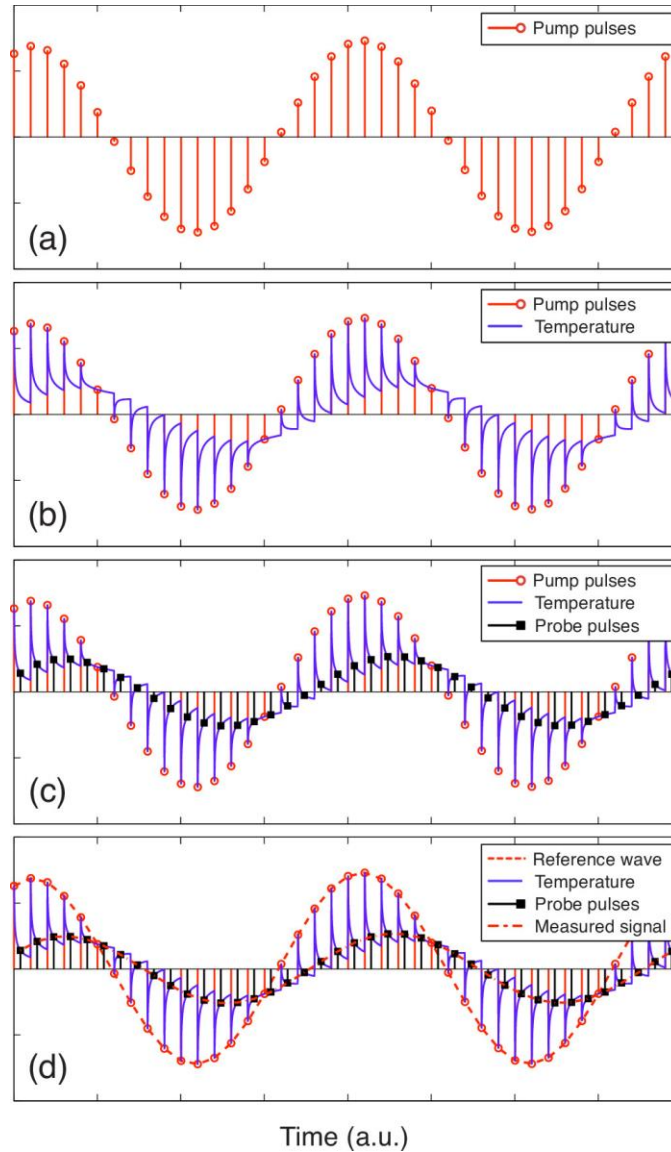 Pump pulses
(a)
Pump pulses
Temperature
(b)
Pump pulses
Temperature
Probe pulses
(c)
Reference wave
Temperature
Probe pulses
Measured signal
(d)
Time (a.u.)